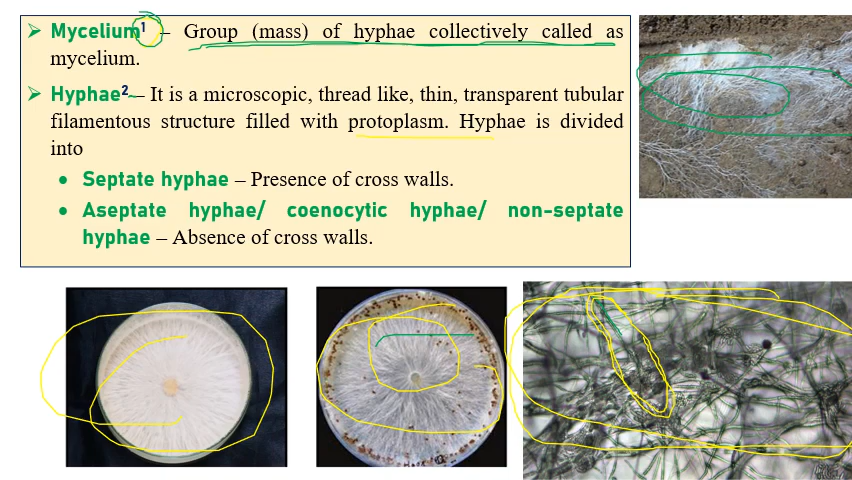 ➢ Mycelium¹ – Group (mass) of hyphae collectively called as
mycelium.
➢ Hyphae² – It is a microscopic, thread like, thin, transparent tubular
filamentous structure filled with protoplasm. Hyphae is divided
into
• Septate hyphae – Presence of cross walls.
• Aseptate hyphae/ coenocytic hyphae/ non-septate
hyphae – Absence of cross walls.